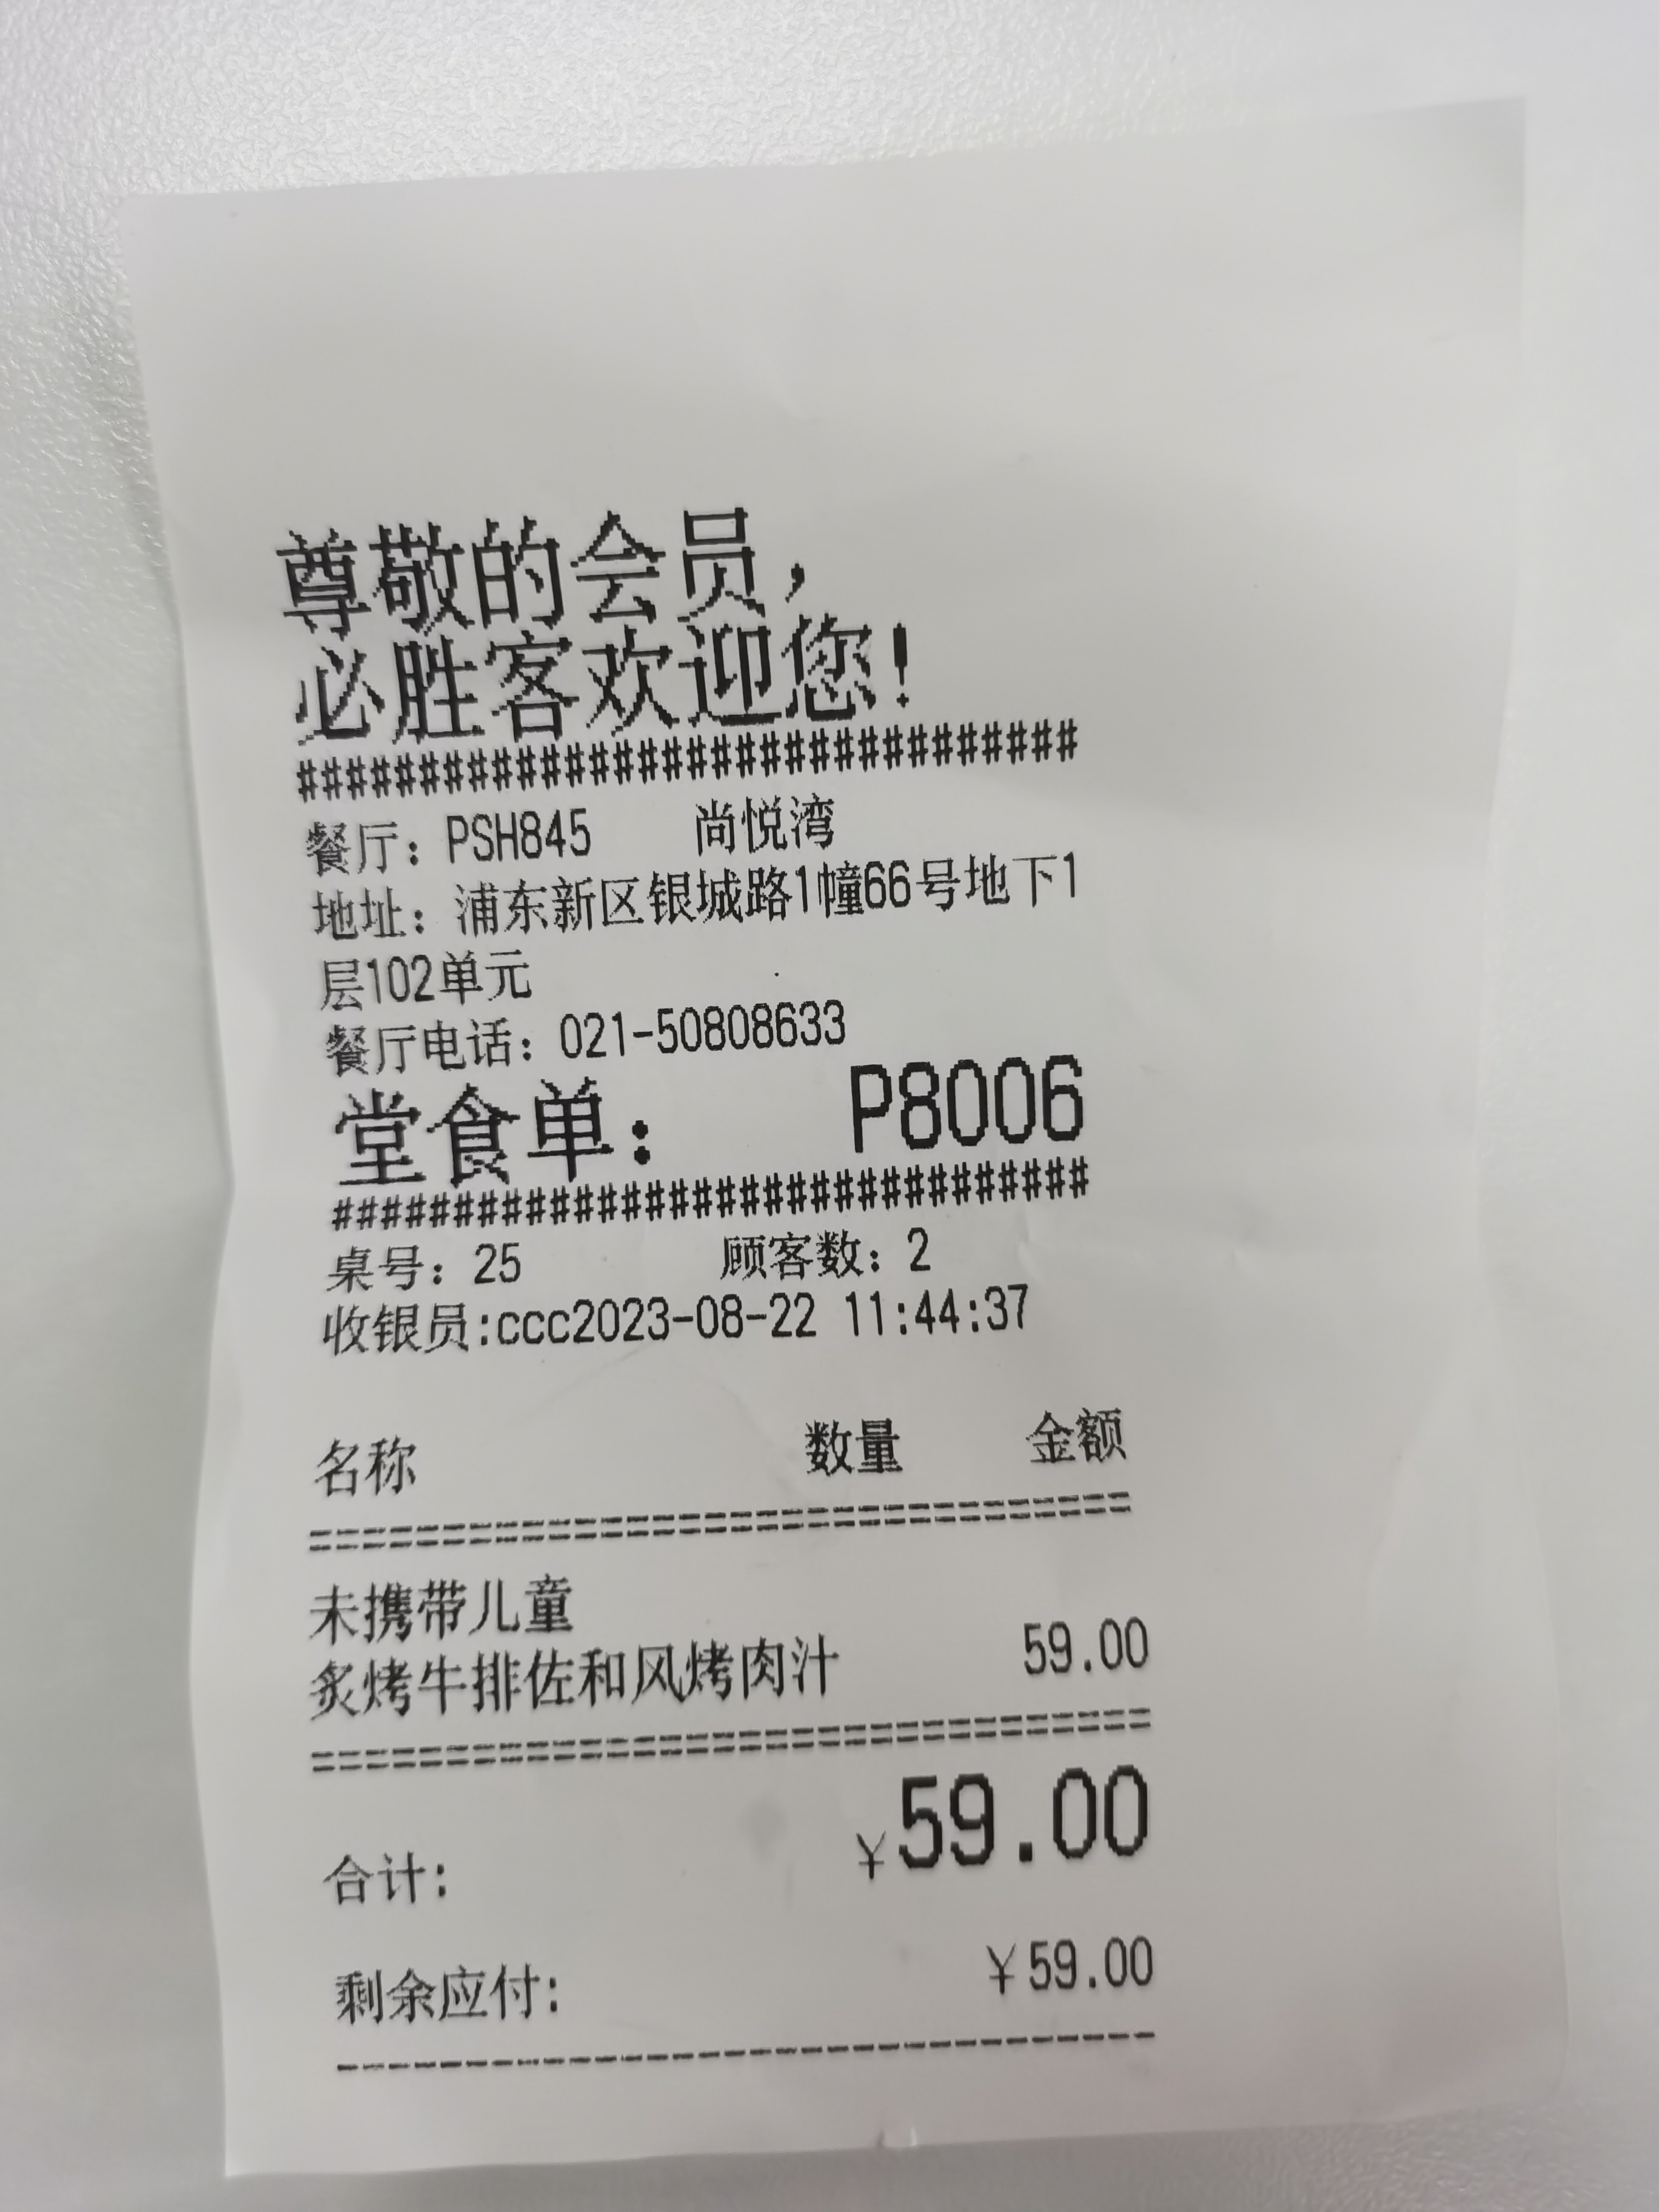 尊敬的会员，
必胜客欢迎您！
################################
餐厅：PSH845 尚悦湾
地址：浦东新区银城路1幢66号地下1
层102单元
餐厅电话：021-50808633
堂食单： P8006
################################
桌号：25 顾客数：2
收银员:ccc2023-08-22 11:44:37
名称 数量 金额
================================
未携带儿童
炙烤牛排佐和风烤肉汁 59.00
================================
合计: ¥59.00
剩余应付: ¥59.00
--------------------------------